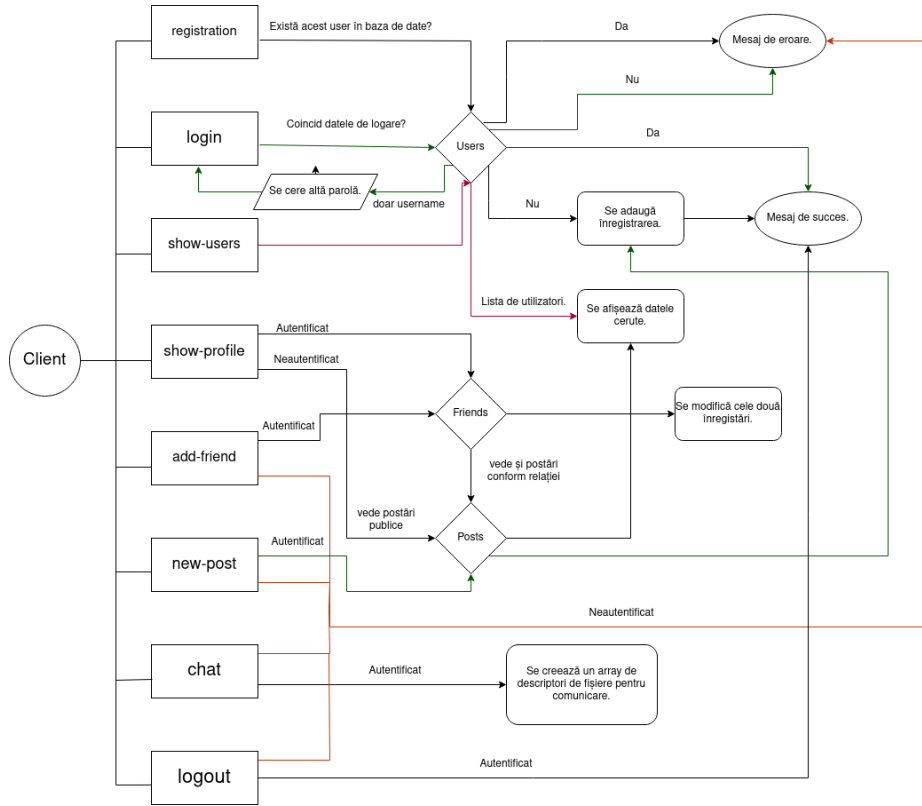 registration
Există acest user în baza de date?
Da
Mesaj de eroare.
Nu
login
Coincid datele de logare?
Users
Da
Se cere altă parolă.
doar username
Nu
Se adaugă
înregistrarea.
Mesaj de succes.
show-users
Lista de utilizatori.
Se afișează datele
cerute.
Client
show-profile
Autentificat
Neautentificat
Friends
Se modifică cele două
înregistări.
add-friend
Autentificat
vede și postări
conform relației
vede postări
publice
Posts
new-post
Autentificat
Neautentificat
chat
Autentificat
Se creează un array de
descriptori de fișiere pentru
comunicare.
logout
Autentificat